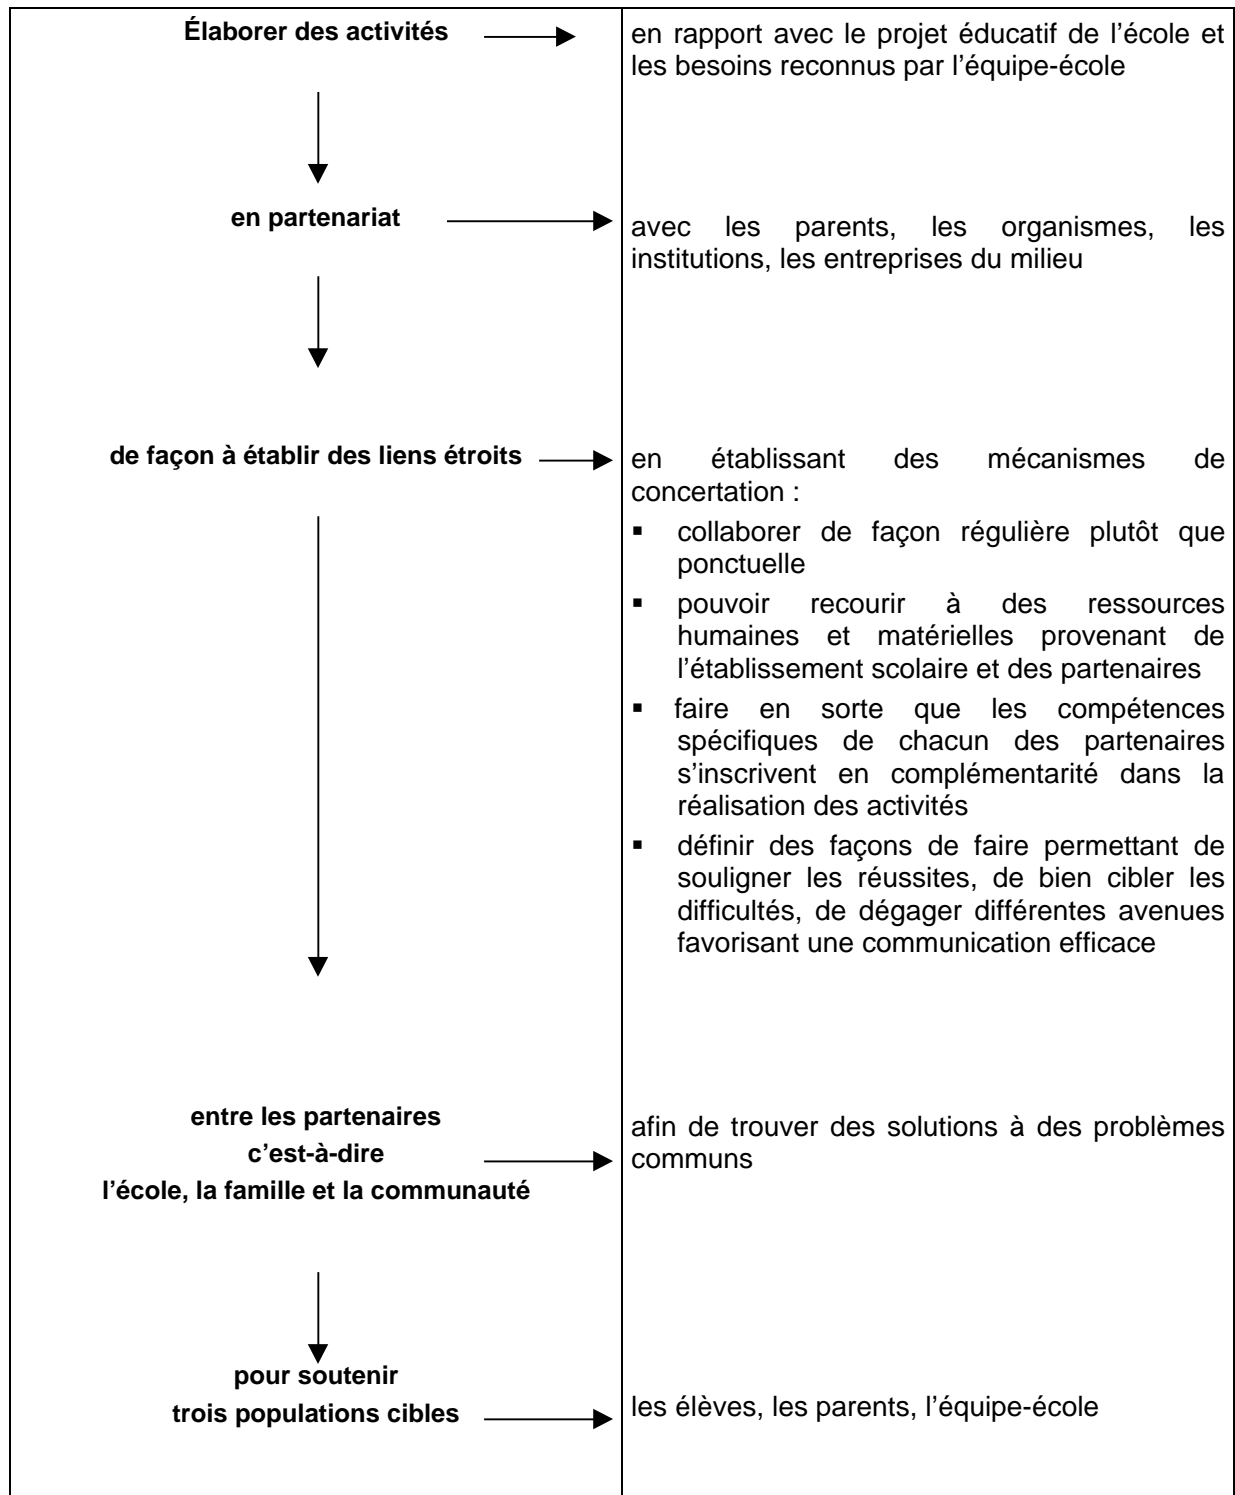 Élaborer des activités
en rapport avec le projet éducatif de l’école et
les besoins reconnus par l’équipe-école
en partenariat
avec les parents, les organismes, les
institutions, les entreprises du milieu
de façon à établir des liens étroits
en établissant des mécanismes de
concertation :
▪ collaborer de façon régulière plutôt que
ponctuelle
▪ pouvoir recourir à des ressources
humaines et matérielles provenant de
l’établissement scolaire et des partenaires
▪ faire en sorte que les compétences
spécifiques de chacun des partenaires
s’inscrivent en complémentarité dans la
réalisation des activités
▪ définir des façons de faire permettant de
souligner les réussites, de bien cibler les
difficultés, de dégager différentes avenues
favorisant une communication efficace
entre les partenaires
c’est-à-dire
l’école, la famille et la communauté
afin de trouver des solutions à des problèmes
communs
pour soutenir
trois populations cibles
les élèves, les parents, l’équipe-école